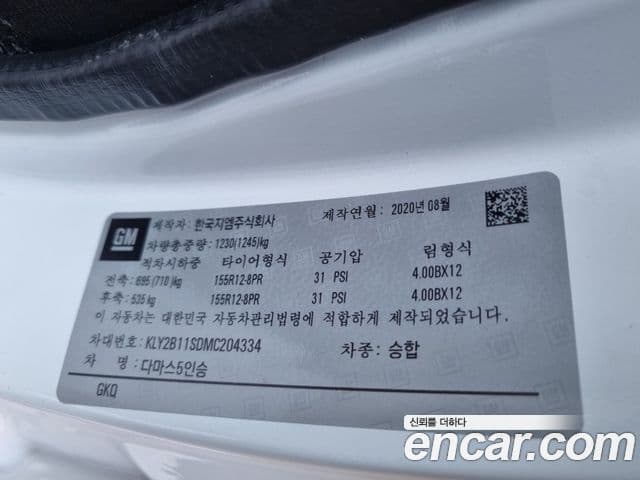 GM 제작자: 한국지엠주식회사 제작연월: 2020년 08월
차량총중량: 1230(1245)kg
적차시하중 타이어형식 공기압 림형식
전축: 695(710)kg 155R12-8PR 31 PSI 4.00BX12
후축: 535kg 155R12-8PR 31 PSI 4.00BX12
이 자동차는 대한민국 자동차관리법령에 적합하게 제작되었습니다.
차대번호: KLY2B11SDMC204334 차종: 승합
차 명: 다마스5인승
GKQ
신뢰를 더하다
encar.com